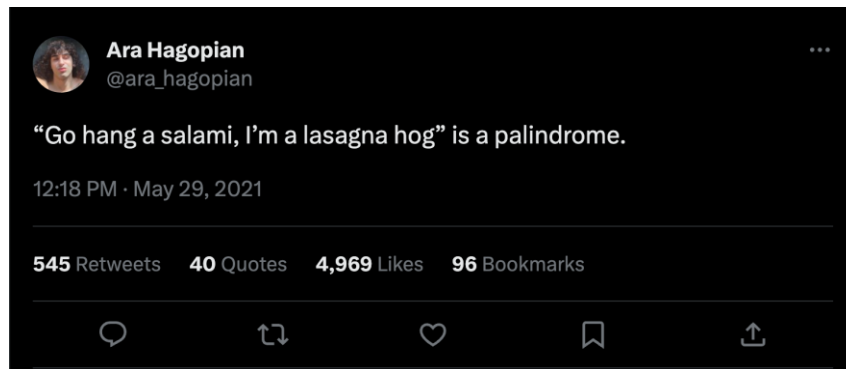 Ara Hagopian
@ara_hagopian
“Go hang a salami, I’m a lasagna hog” is a palindrome.
12:18 PM · May 29, 2021
545 Retweets 40 Quotes 4,969 Likes 96 Bookmarks